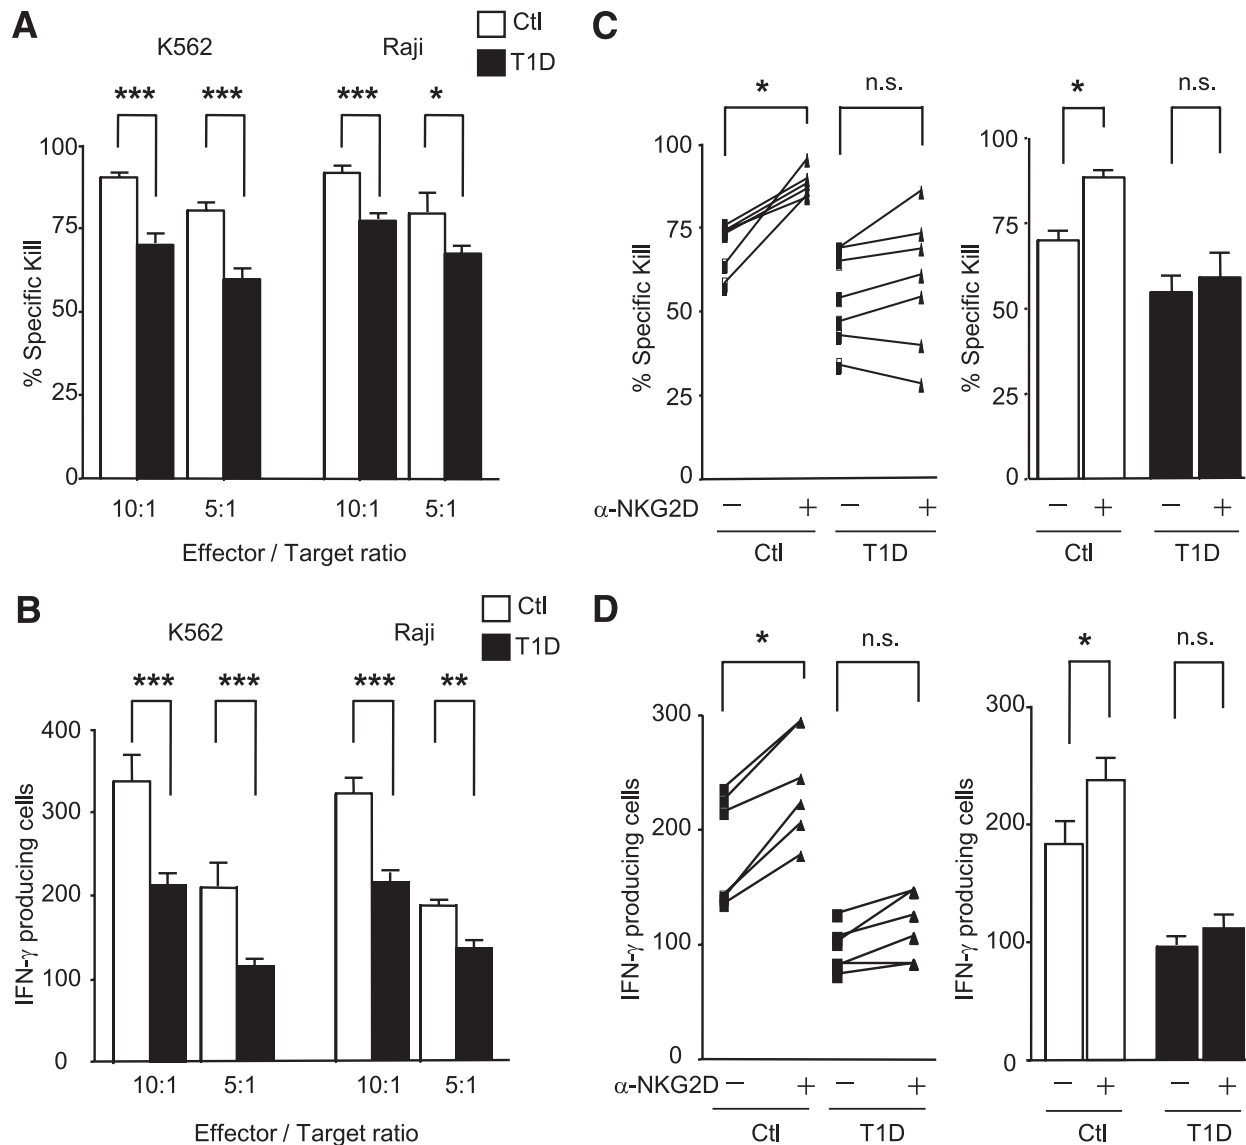 A
K562
Raji
Ctl
T1D
*** *** *** *
% Specific Kill
100
75
50
25
0
10:1 5:1 10:1 5:1
Effector / Target ratio
B
K562
Raji
Ctl
T1D
*** *** *** **
IFN-γ producing cells
400
300
200
100
0
10:1 5:1 10:1 5:1
Effector / Target ratio
C
* n.s.
% Specific Kill
100
75
50
25
0
α-NKG2D − + − +
Ctl T1D
* n.s.
% Specific Kill
100
75
50
25
0
− + − +
Ctl T1D
D
* n.s.
IFN-γ producing cells
300
200
100
0
α-NKG2D − + − +
Ctl T1D
* n.s.
IFN-γ producing cells
300
200
100
0
− + − +
Ctl T1D